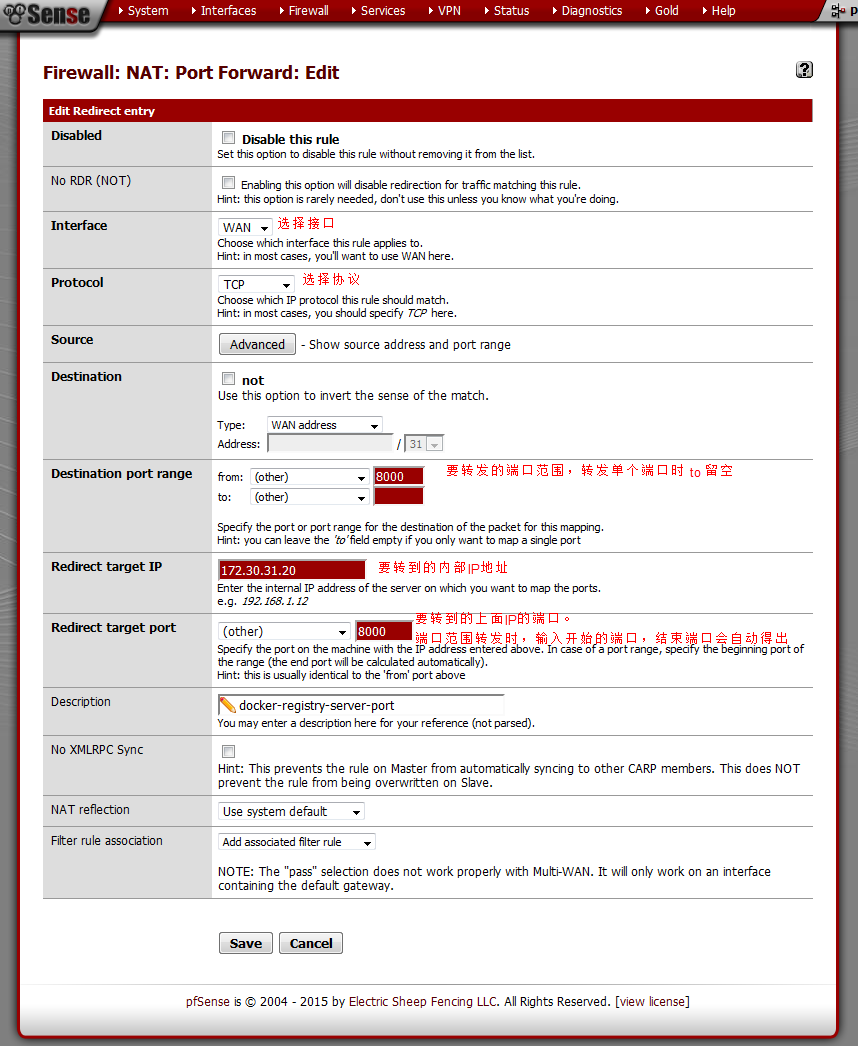 Sense
System Interfaces Firewall Services VPN Status Diagnostics Gold Help
Firewall: NAT: Port Forward: Edit
?
Edit Redirect entry
Disabled
Disable this rule
Set this option to disable this rule without removing it from the list.
No RDR (NOT)
Enabling this option will disable redirection for traffic matching this rule.
Hint: this option is rarely needed, don't use this unless you know what you're doing.
Interface
WAN 选择接口
Choose which interface this rule applies to.
Hint: in most cases, you'll want to use WAN here.
Protocol
TCP 选择协议
Choose which IP protocol this rule should match.
Hint: in most cases, you should specify TCP here.
Source
Advanced - Show source address and port range
Destination
not
Use this option to invert the sense of the match.
Type: WAN address
Address: / 31
Destination port range
from: (other) 8000 要转发的端口范围，转发单个端口时 to 留空
to: (other)
Specify the port or port range for the destination of the packet for this mapping.
Hint: you can leave the 'to' field empty if you only want to map a single port
Redirect target IP
172.30.31.20 要转到的内部IP地址
Enter the internal IP address of the server on which you want to map the ports.
e.g. 192.168.1.12
Redirect target port
要转到的上面IP的端口。
(other) 8000 端口范围转发时，输入开始的端口，结束端口会自动得出
Specify the port on the machine with the IP address entered above. In case of a port range, specify the beginning port of
the range (the end port will be calculated automatically).
Hint: this is usually identical to the 'from' port above
Description
docker-registry-server-port
You may enter a description here for your reference (not parsed).
No XMLRPC Sync
Hint: This prevents the rule on Master from automatically syncing to other CARP members. This does NOT
prevent the rule from being overwritten on Slave.
NAT reflection
Use system default
Filter rule association
Add associated filter rule
NOTE: The "pass" selection does not work properly with Multi-WAN. It will only work on an interface
containing the default gateway.
Save Cancel
pfSense is © 2004 - 2015 by Electric Sheep Fencing LLC. All Rights Reserved. [view license]